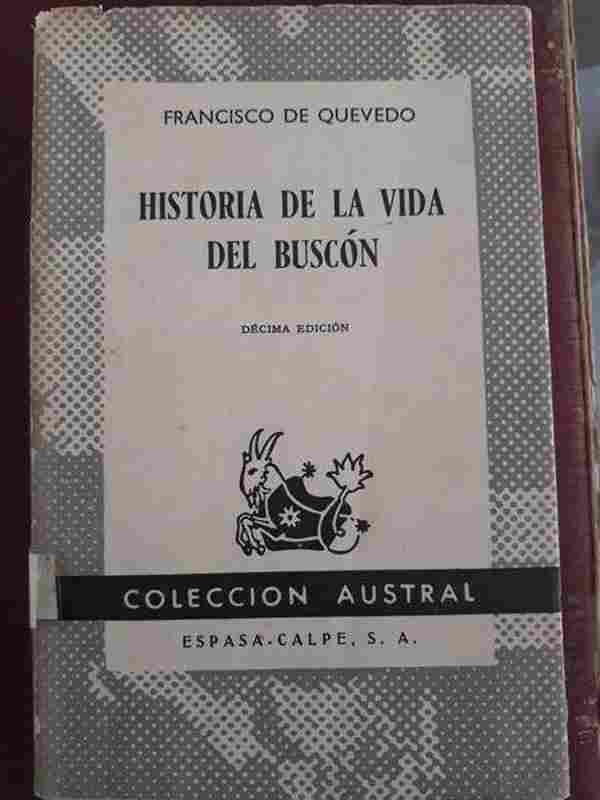 FRANCISCO DE QUEVEDO
HISTORIA DE LA VIDA
DEL BUSCÓN
DÉCIMA EDICIÓN
COLECCION AUSTRAL
ESPASA-CALPE, S. A.